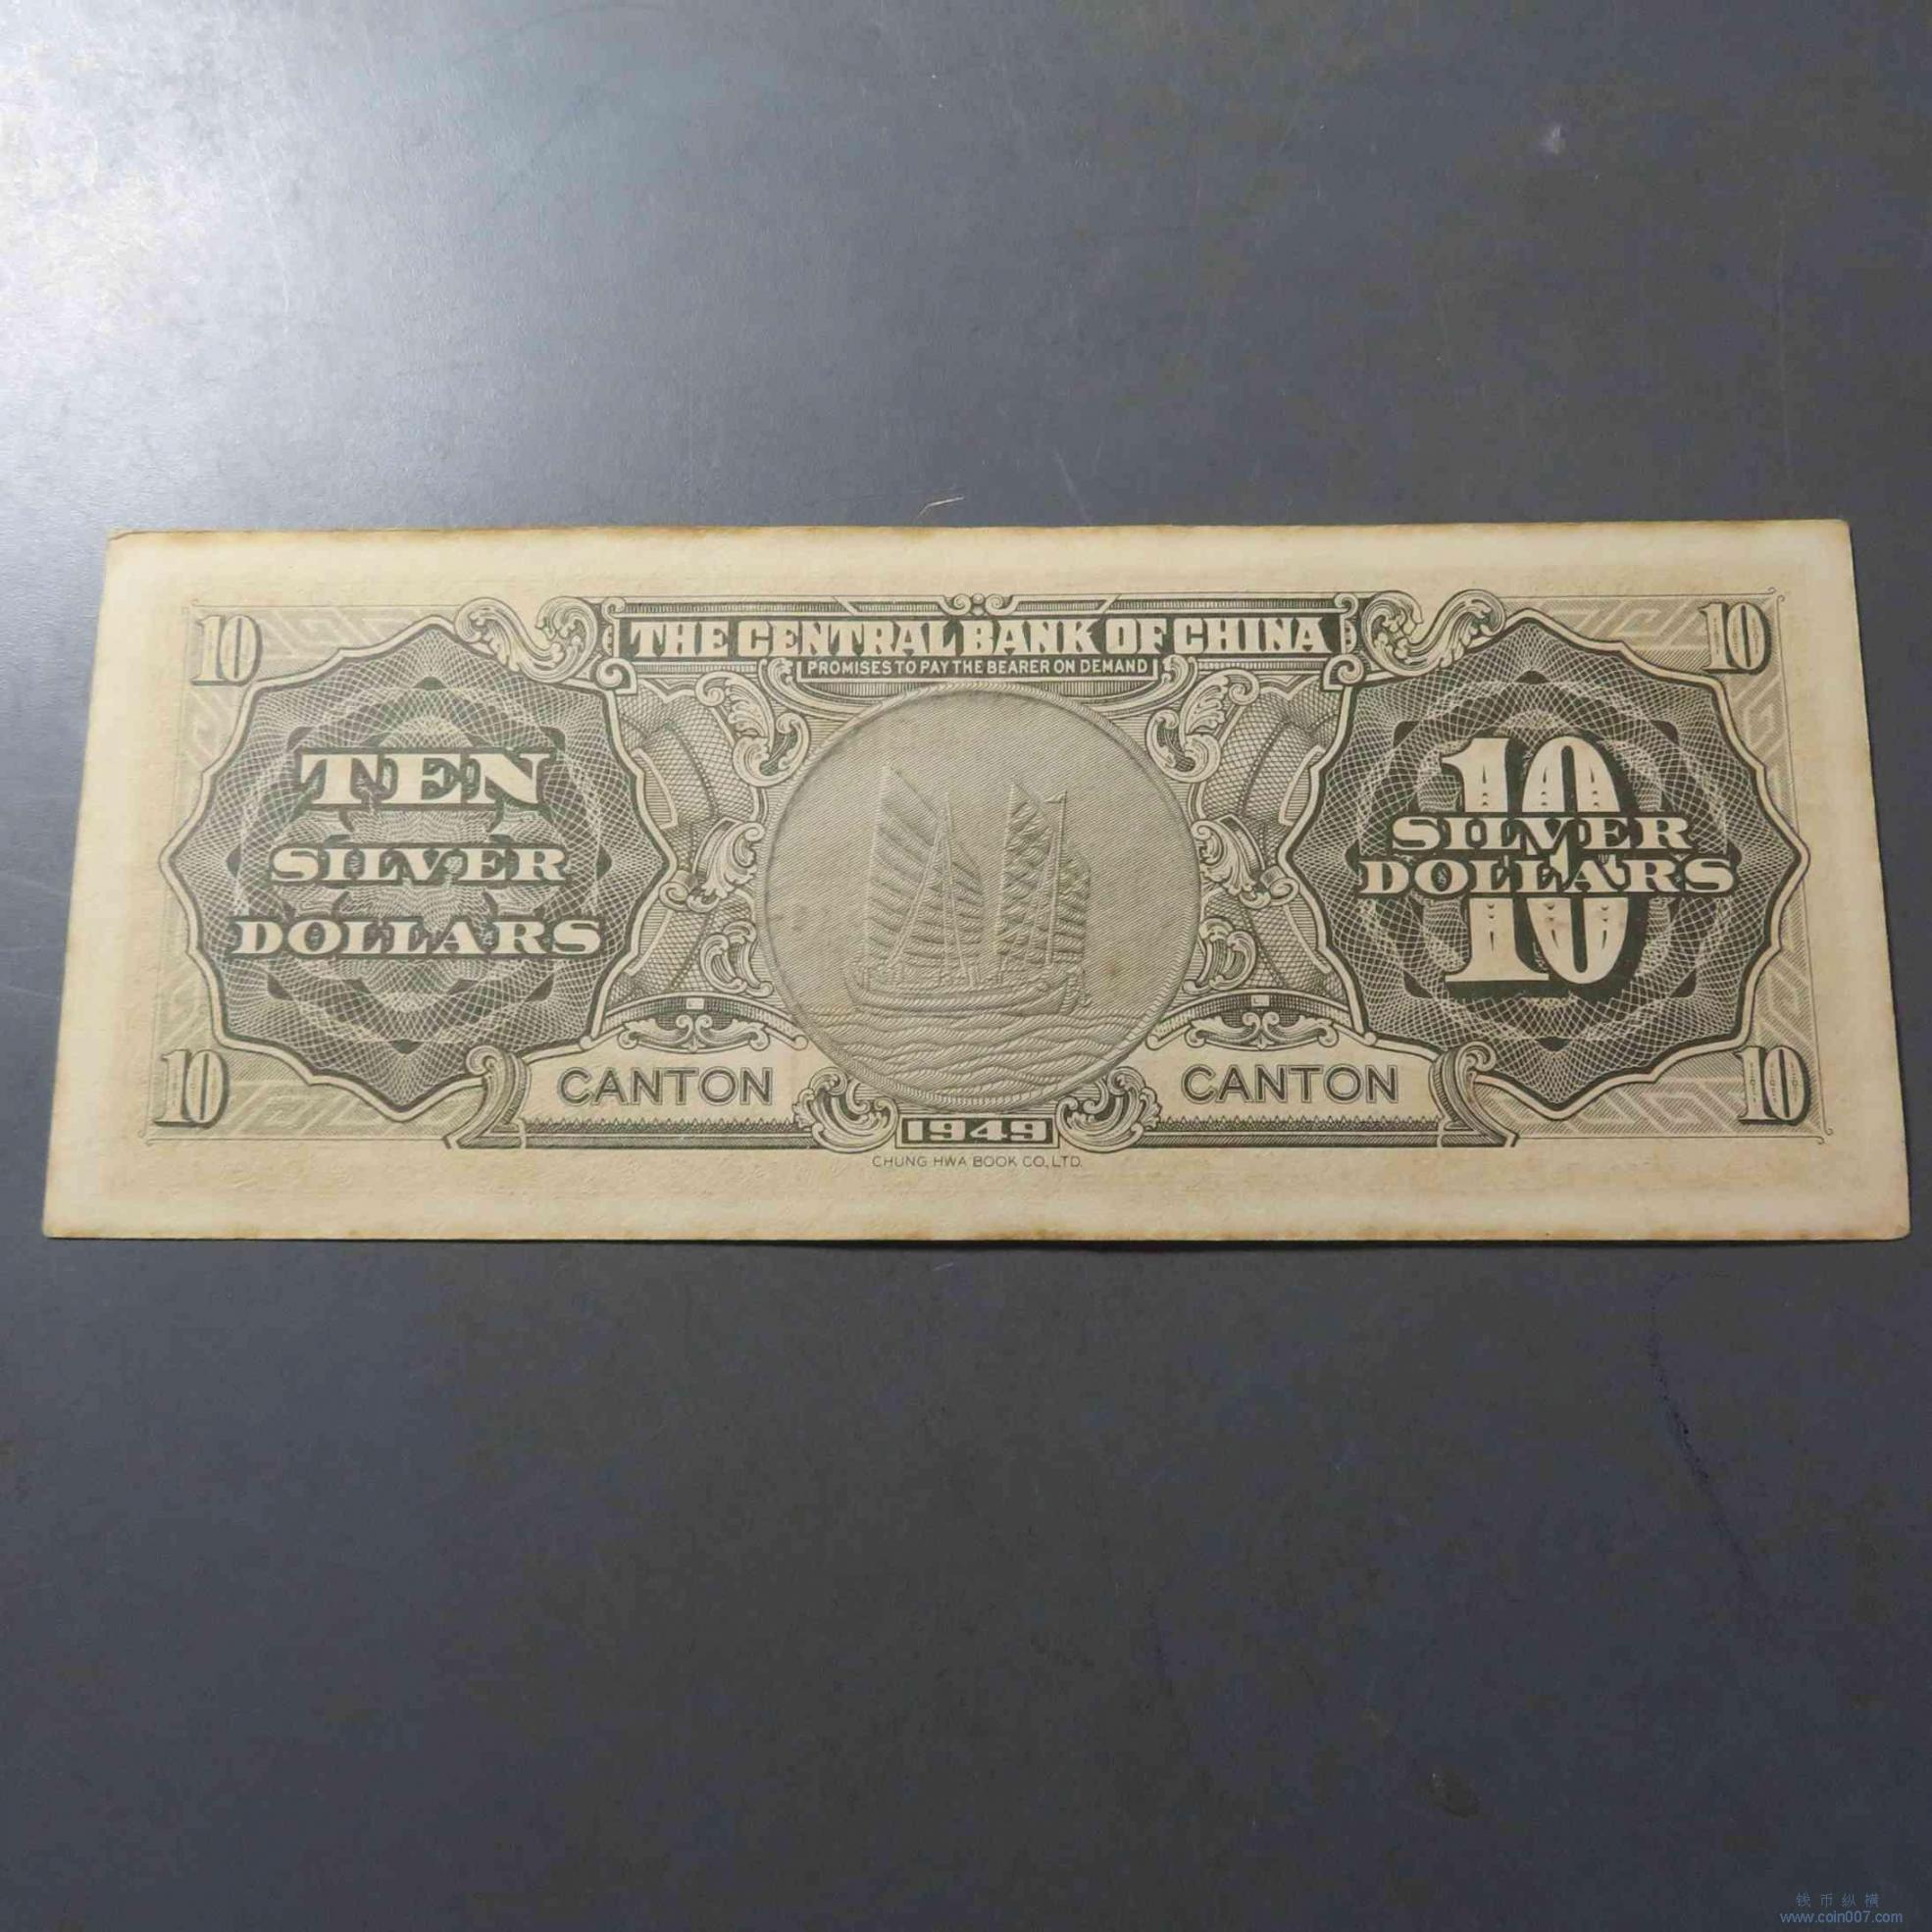 10
THE CENTRAL BANK OF CHINA
10
PROMISES TO PAY THE BEARER ON DEMAND
TEN
SILVER
DOLLARS
10
SILVER
DOLLARS
10
10
CANTON
CANTON
10
1949
CHUNG HWA BOOK CO., LTD.
钱币纵横
www.coin007.com